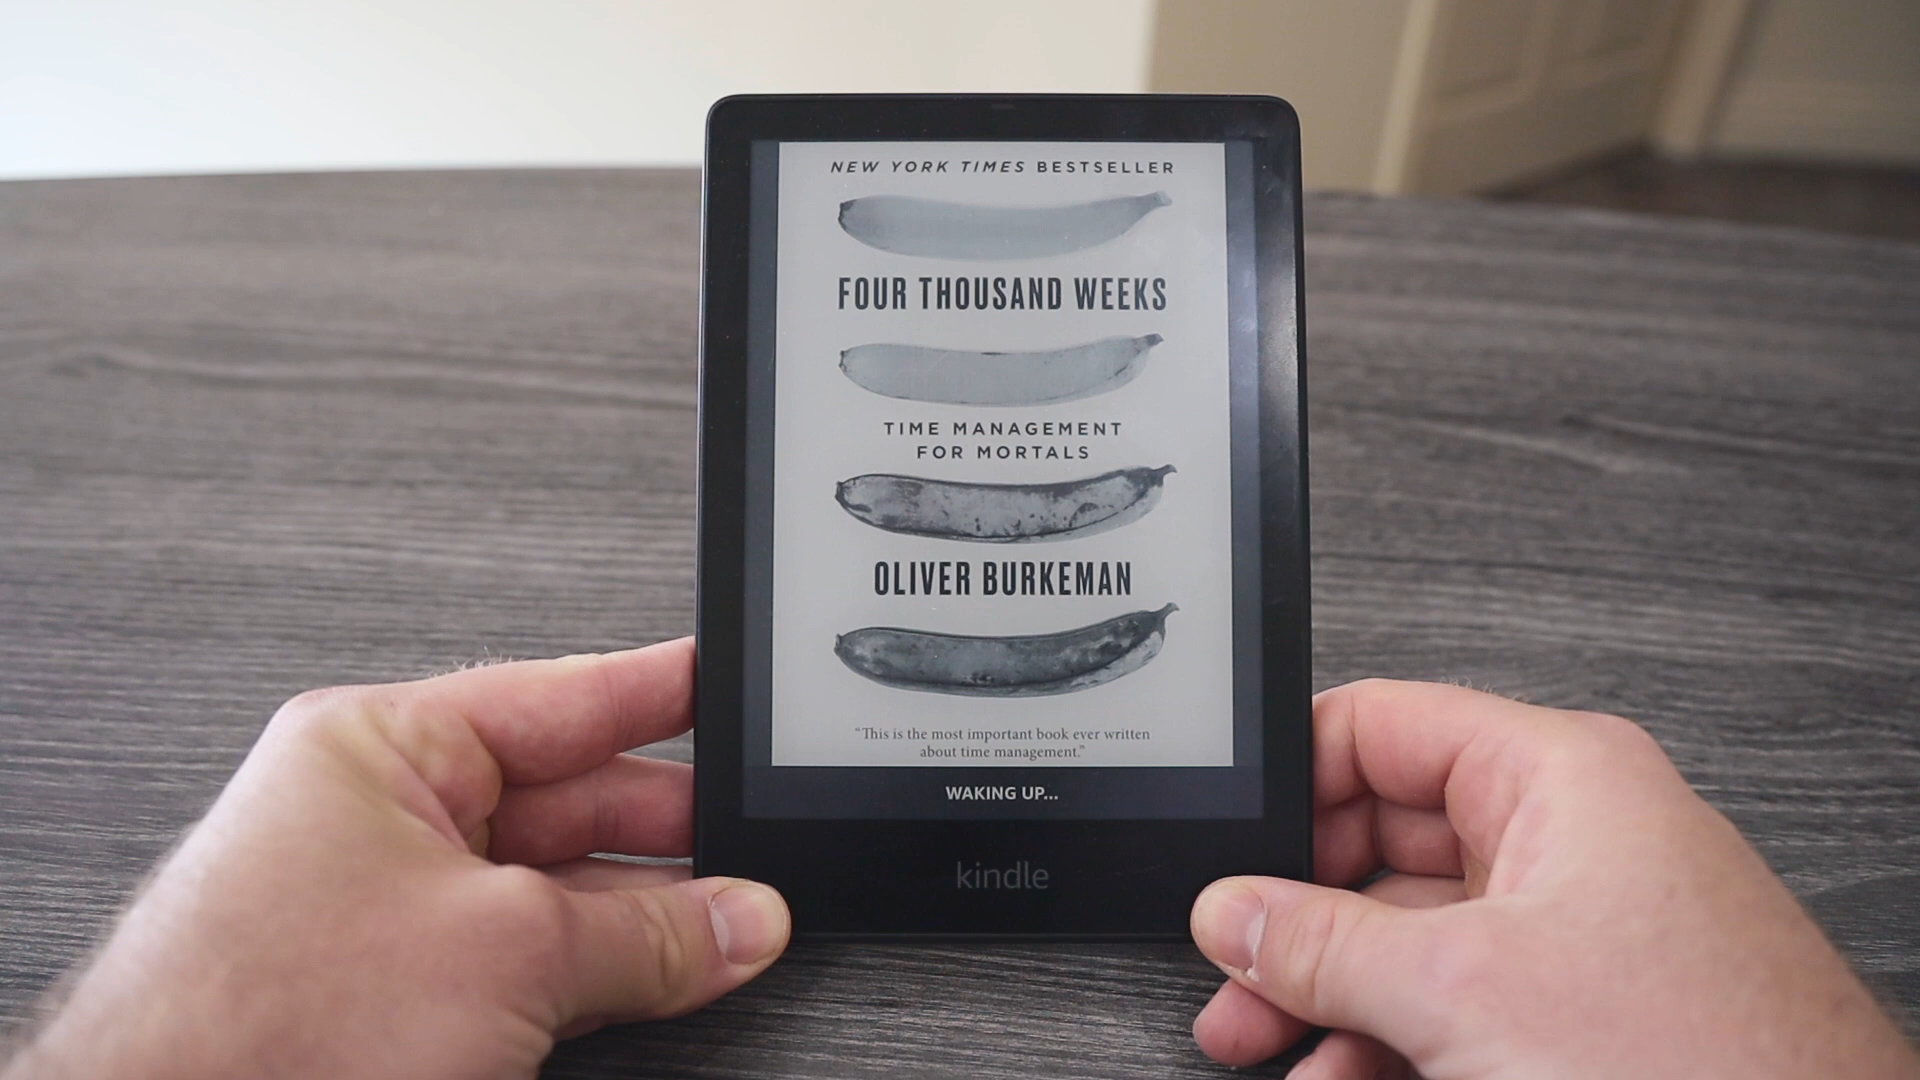 NEW YORK TIMES BESTSELLER
FOUR THOUSAND WEEKS
TIME MANAGEMENT
FOR MORTALS
OLIVER BURKEMAN
“This is the most important book ever written
about time management.”
WAKING UP...
kindle